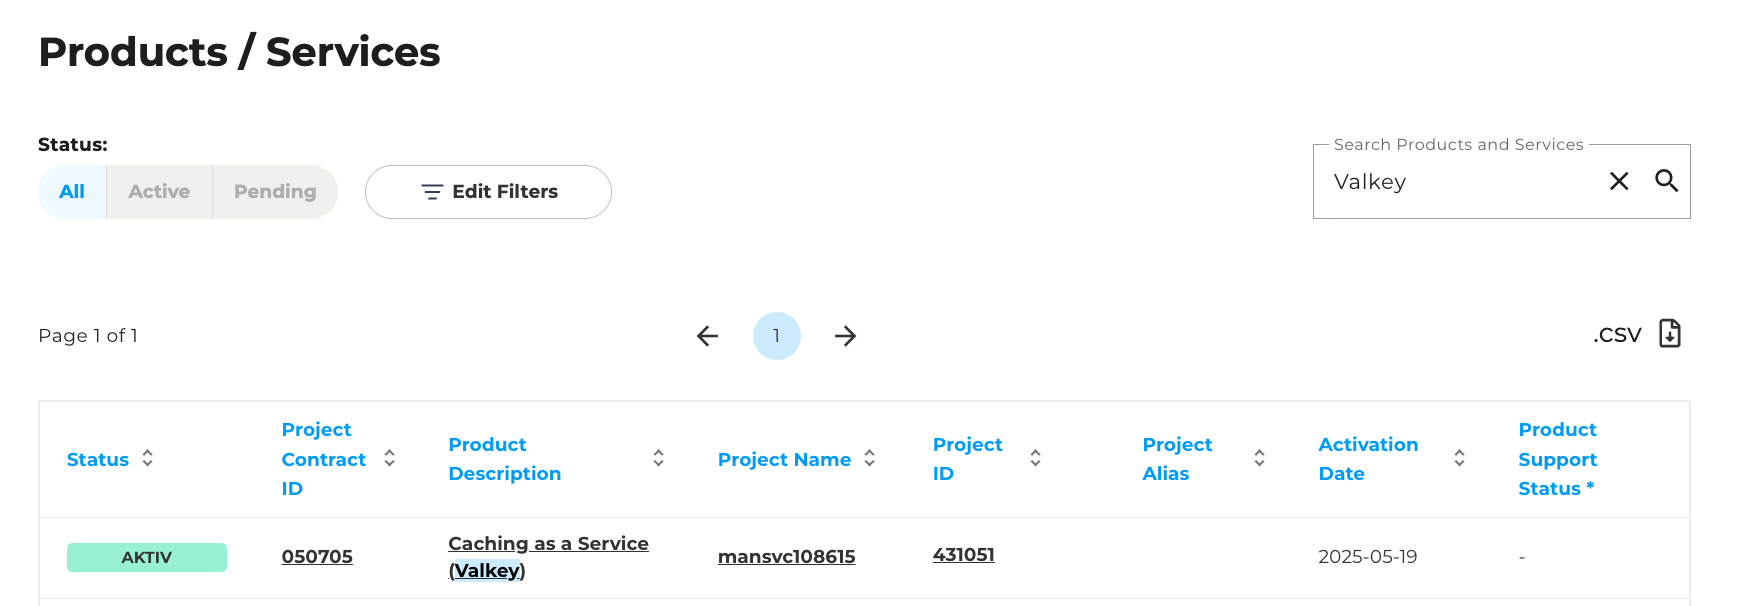 Products / Services
Status:
All
Active
Pending
Edit Filters
Search Products and Services
Valkey
Page 1 of 1
1
.CSV
Status
Project
Contract
ID
Product
Description
Project Name
Project
ID
Project
Alias
Activation
Date
Product
Support
Status *
AKTIV
050705
Caching as a Service
(Valkey)
mansvc108615
431051
2025-05-19
-